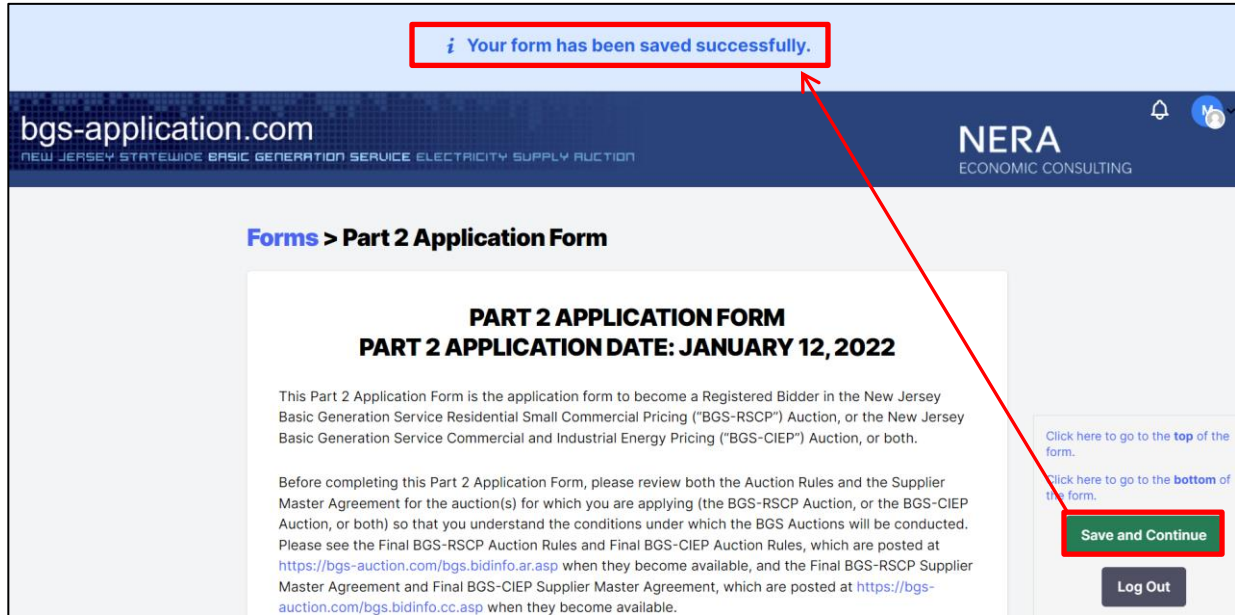 i Your form has been saved successfully.
bgs-application.com
NEW JERSEY STATEWIDE BASIC GENERATION SERVICE ELECTRICITY SUPPLY AUCTION
NERA
ECONOMIC CONSULTING
M
Forms > Part 2 Application Form
PART 2 APPLICATION FORM
PART 2 APPLICATION DATE: JANUARY 12, 2022
This Part 2 Application Form is the application form to become a Registered Bidder in the New Jersey
Basic Generation Service Residential Small Commercial Pricing ("BGS-RSCP") Auction, or the New Jersey
Basic Generation Service Commercial and Industrial Energy Pricing ("BGS-CIEP") Auction, or both.
Before completing this Part 2 Application Form, please review both the Auction Rules and the Supplier
Master Agreement for the auction(s) for which you are applying (the BGS-RSCP Auction, or the BGS-CIEP
Auction, or both) so that you understand the conditions under which the BGS Auctions will be conducted.
Please see the Final BGS-RSCP Auction Rules and Final BGS-CIEP Auction Rules, which are posted at
https://bgs-auction.com/bgs.bidinfo.ar.asp when they become available, and the Final BGS-RSCP Supplier
Master Agreement and Final BGS-CIEP Supplier Master Agreement, which are posted at https://bgs-
auction.com/bgs.bidinfo.cc.asp when they become available.
Click here to go to the top of the
form.
Click here to go to the bottom of
the form.
Save and Continue
Log Out